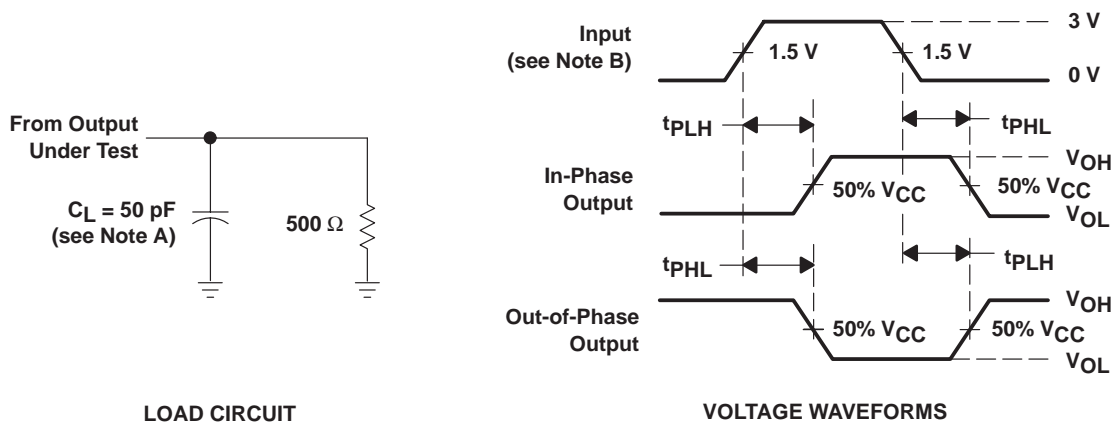 From Output
Under Test
CL = 50 pF
(see Note A)
500 Ω
LOAD CIRCUIT
Input
(see Note B)
1.5 V
1.5 V
3 V
0 V
tPLH
tPHL
In-Phase
Output
50% VCC
50% VCC
VOH
VOL
tPHL
tPLH
Out-of-Phase
Output
50% VCC
50% VCC
VOH
VOL
VOLTAGE WAVEFORMS